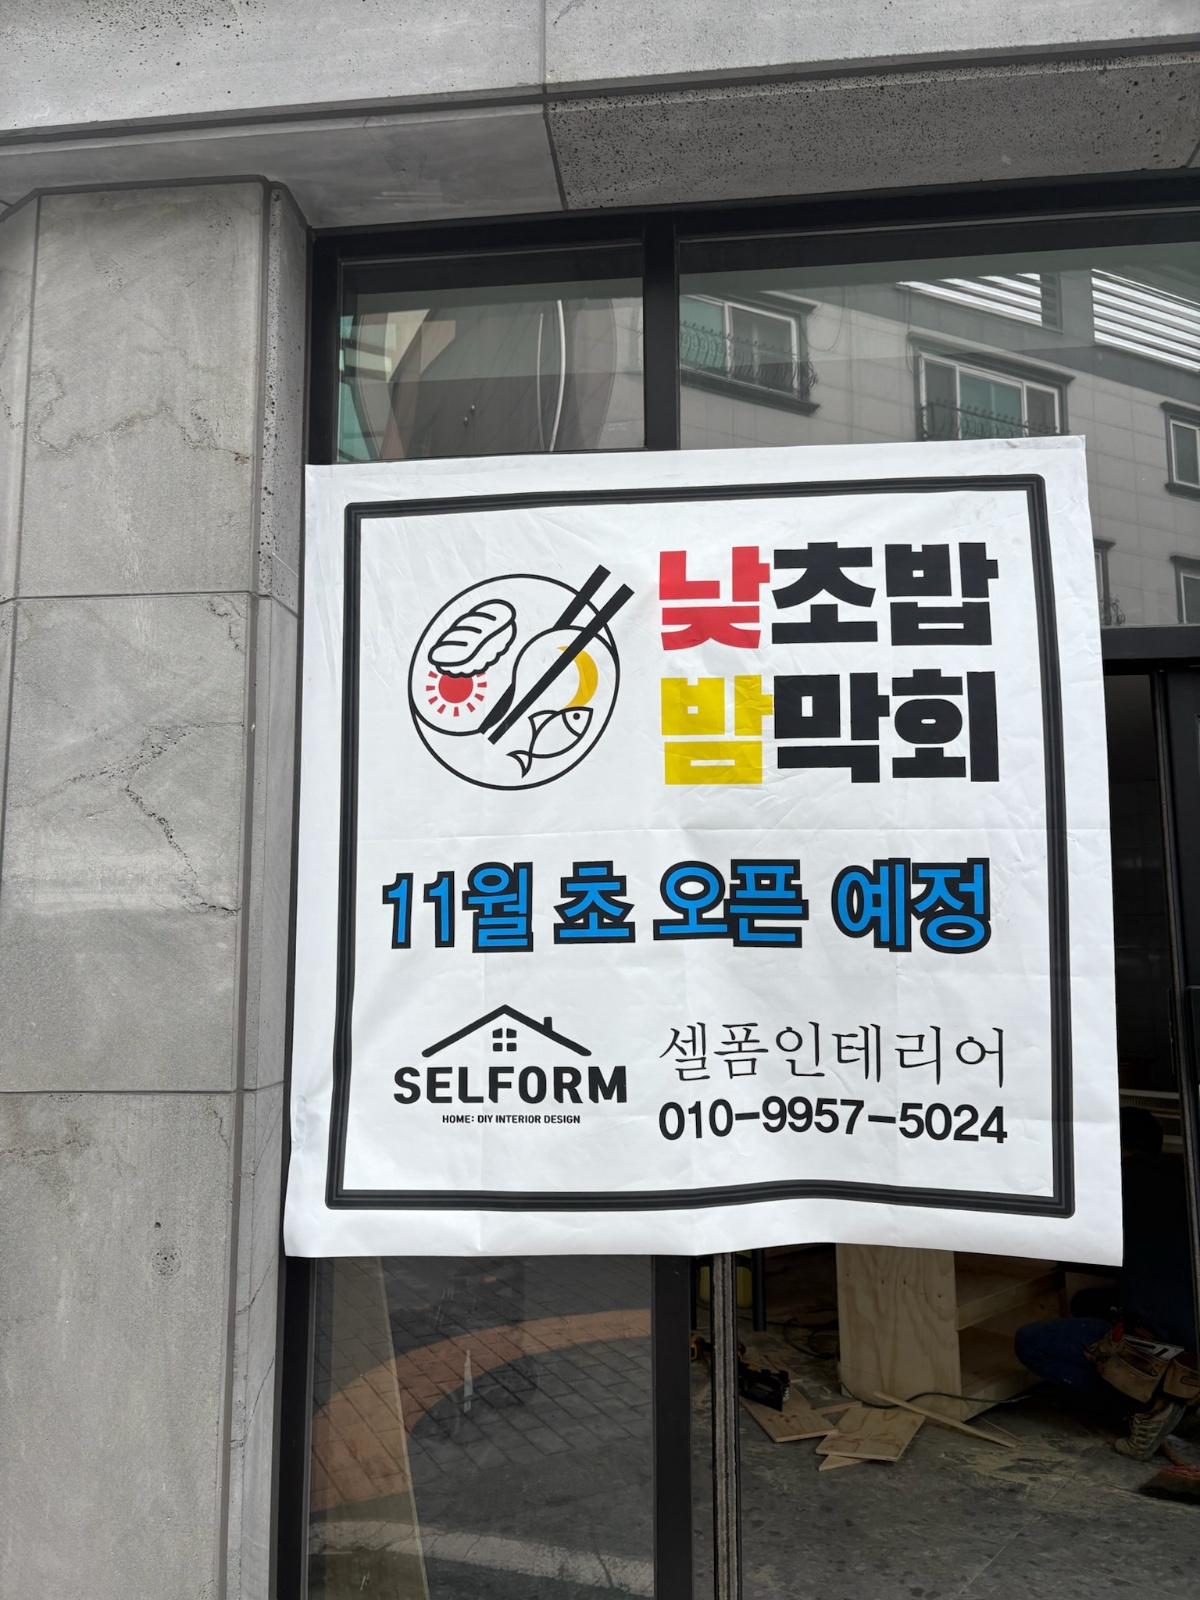 낮초밥
밤막회
11월 초 오픈 예정
SELFORM
HOME: DIY INTERIOR DESIGN
셀폼인테리어
010-9957-5024